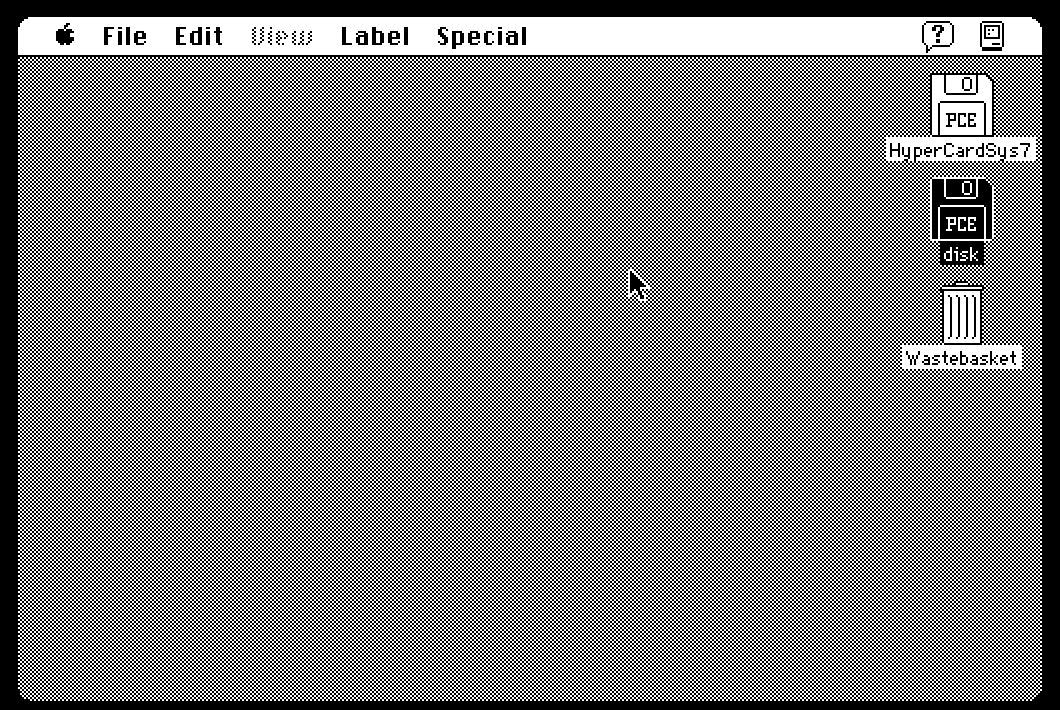 File Edit View Label Special ?
PCE
HyperCardSys7
PCE
disk
Wastebasket